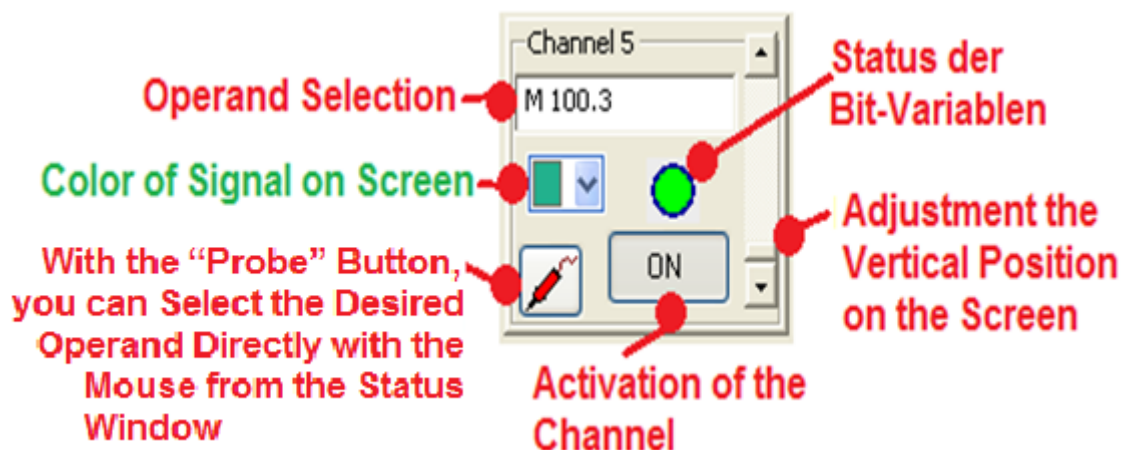 Channel 5
Operand Selection
M 100.3
Status der
Bit-Variablen
Color of Signal on Screen
With the “Probe” Button,
you can Select the Desired
Operand Directly with the
Mouse from the Status
Window
ON
Adjustment the
Vertical Position
on the Screen
Activation of the
Channel